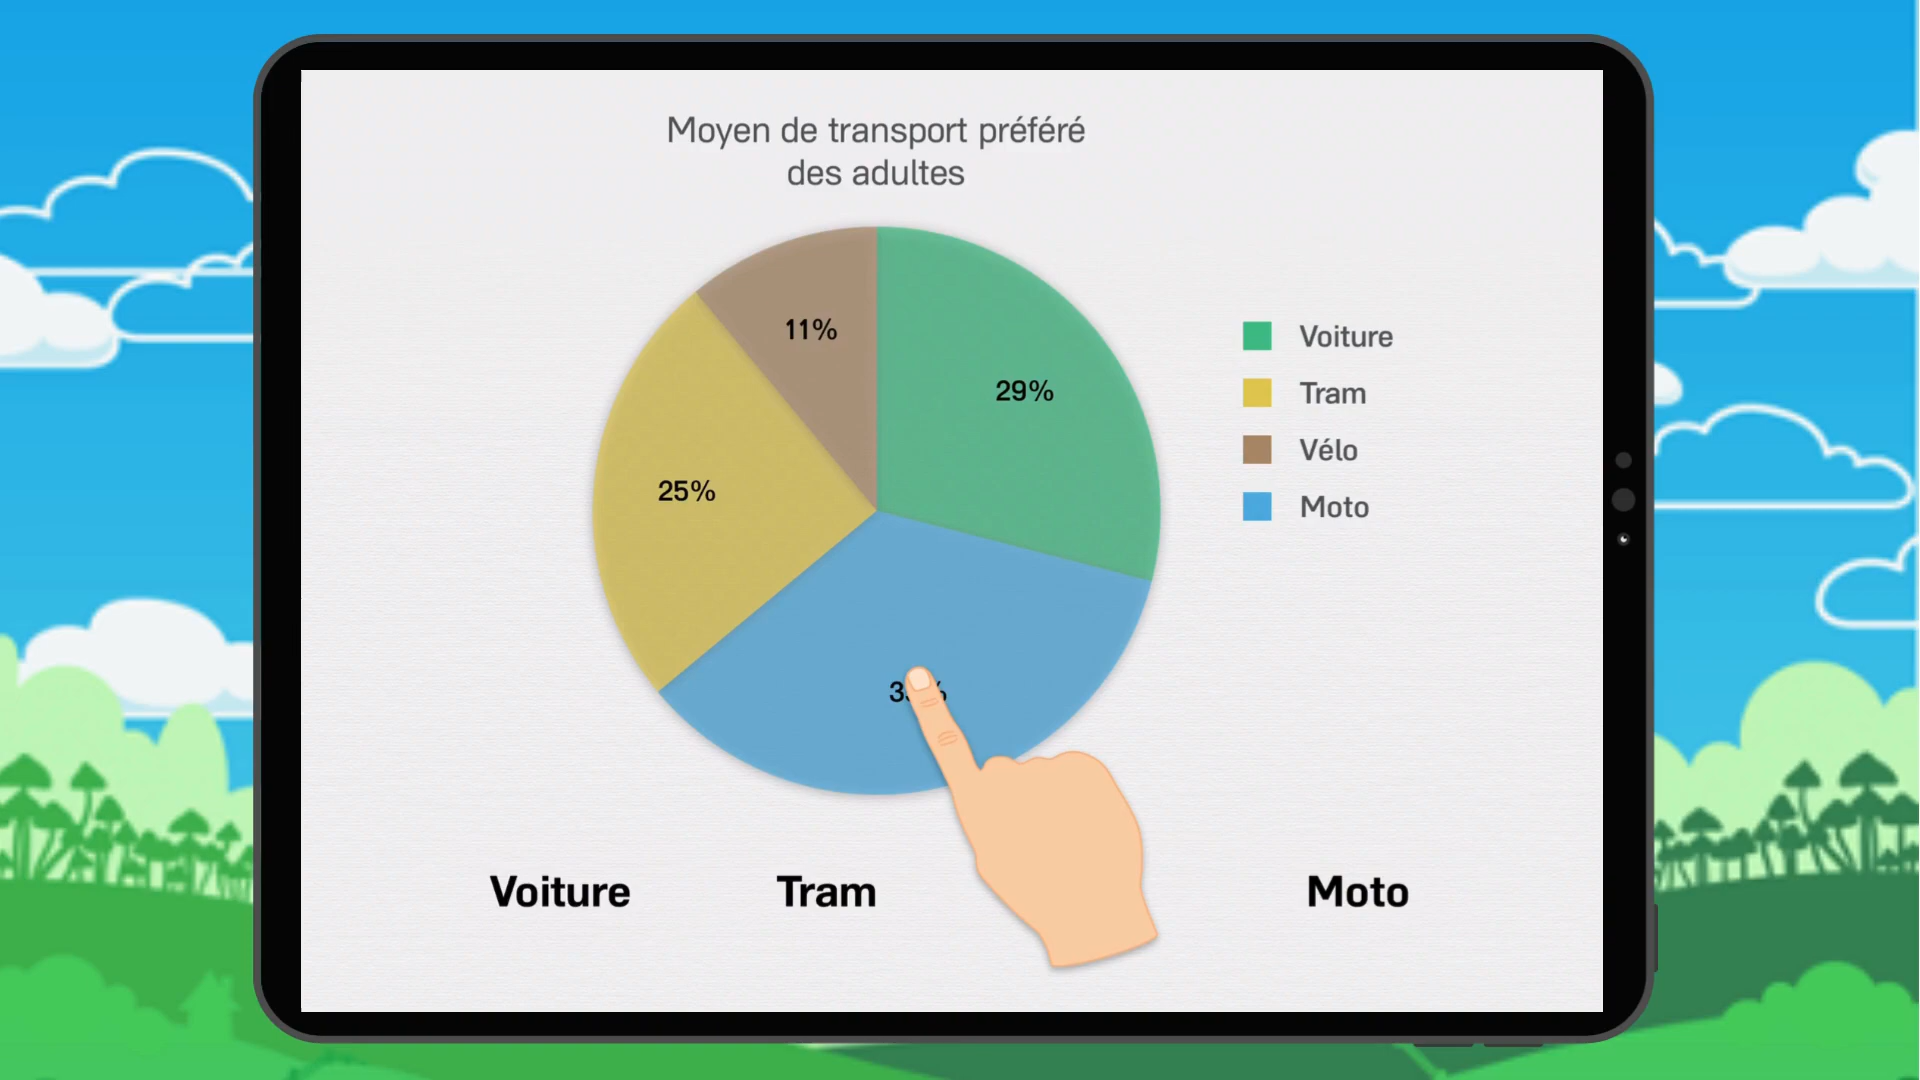 Moyen de transport préféré
des adultes
11%
29%
25%
Voiture
Tram
Vélo
Moto
Voiture Tram Moto